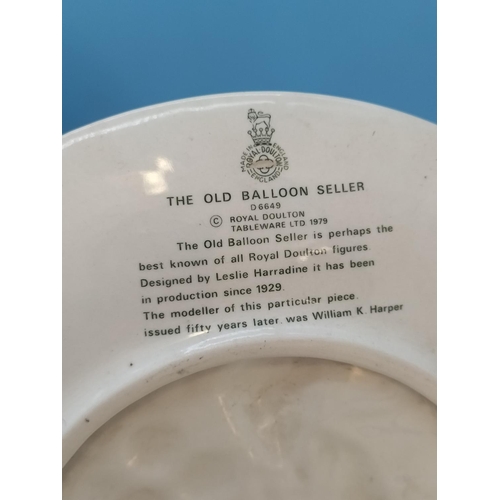 MADE IN ENGLAND
ROYAL DOULTON
ENGLAND
THE OLD BALLOON SELLER
D 6649
© ROYAL DOULTON
TABLEWARE LTD 1979
The Old Balloon Seller is perhaps the
best known of all Royal Doulton figures.
Designed by Leslie Harradine it has been
in production since 1929.
The modeller of this particular piece,
issued fifty years later, was William K. Harper